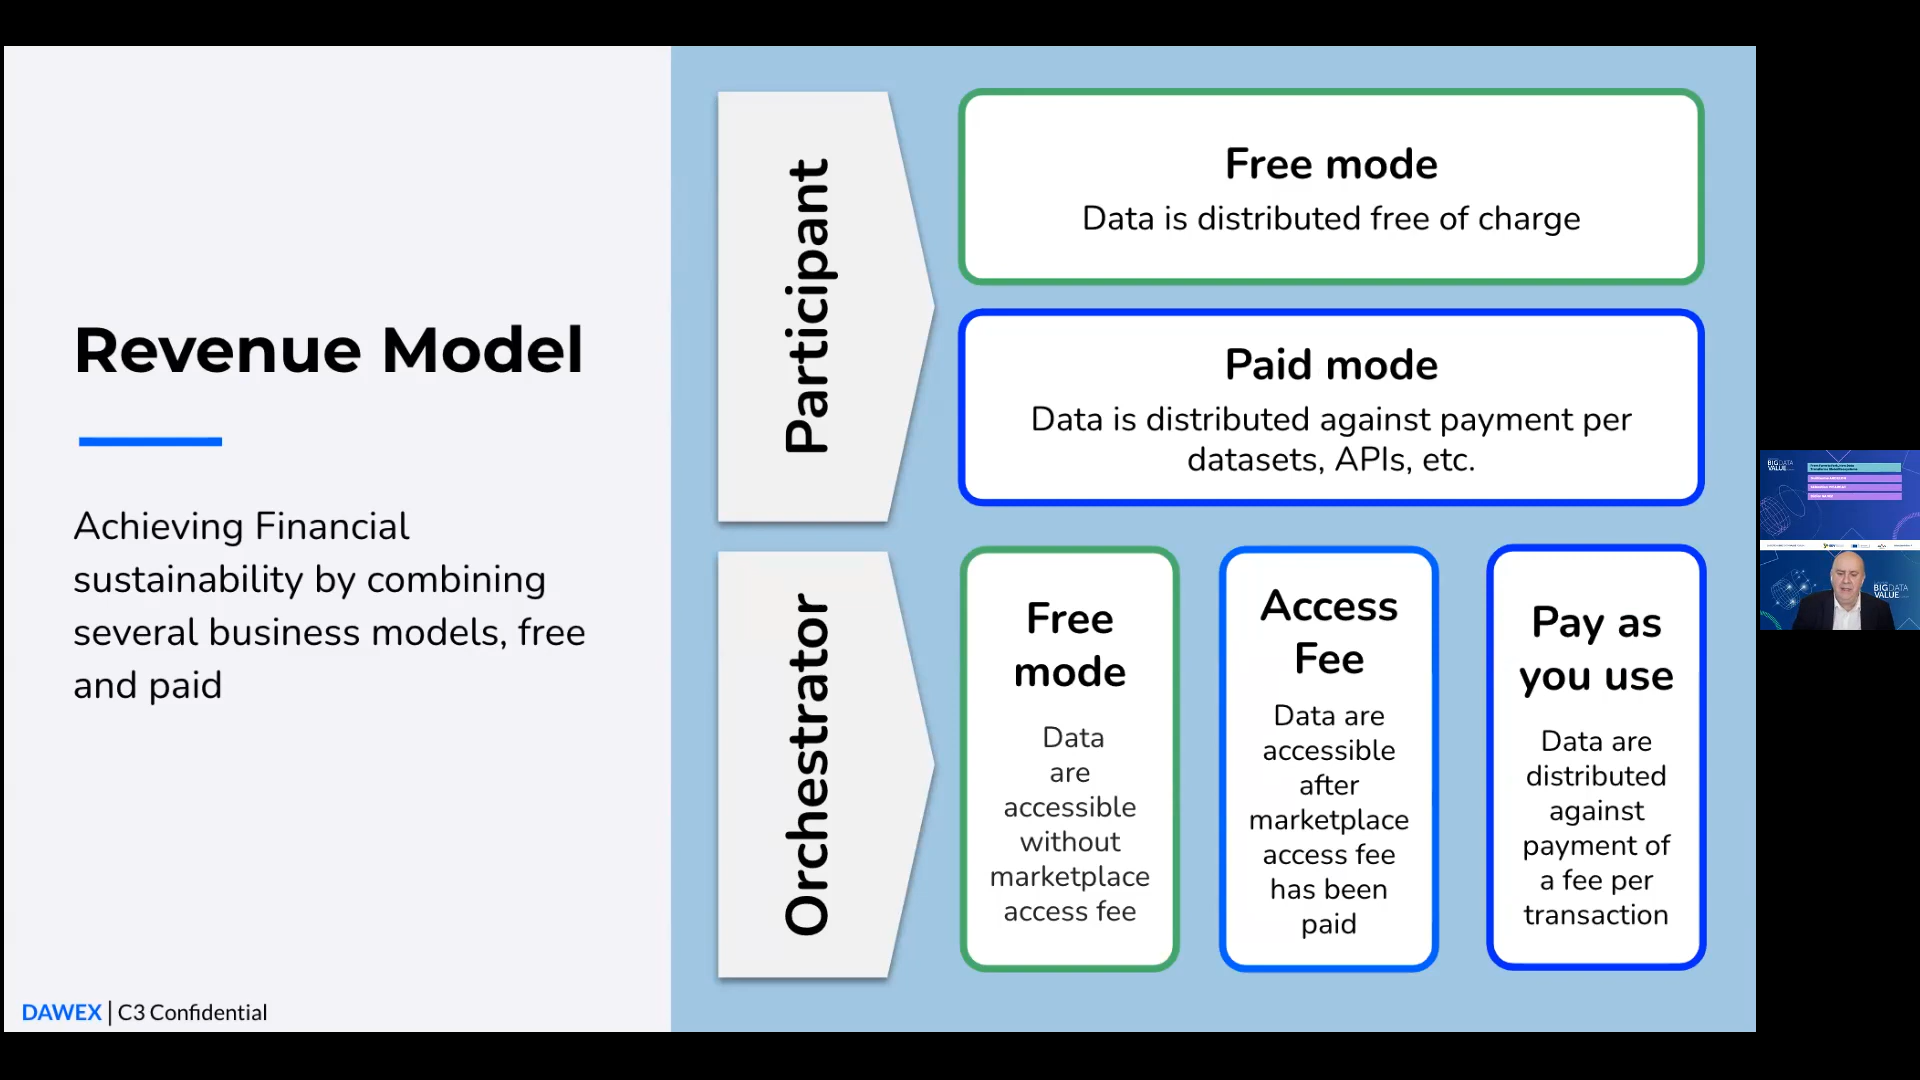 Revenue Model
Achieving Financial
sustainability by combining
several business models, free
and paid
DAWEX | C3 Confidential
Participant
Free mode
Data is distributed free of charge
Paid mode
Data is distributed against payment per
datasets, APIs, etc.
Orchestrator
Free
mode
Data
are
accessible
without
marketplace
access fee
Access
Fee
Data are
accessible
after
marketplace
access fee
has been
paid
Pay as
you use
Data are
distributed
against
payment of
a fee per
transaction
BIG DATA
VALUE
BIG DATA
VALUE